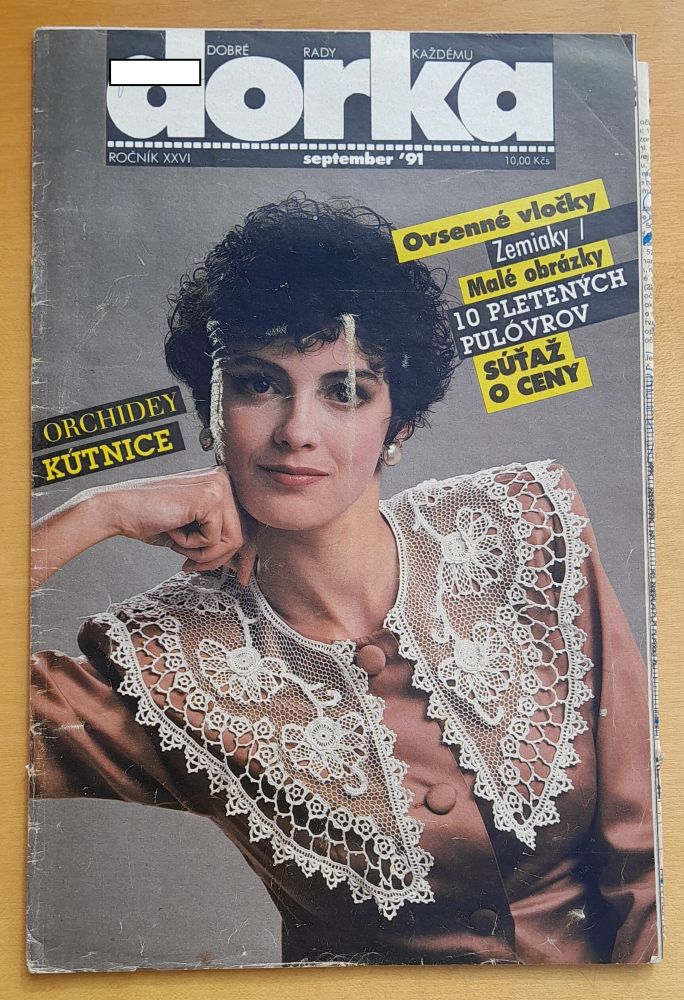 DOBRÉ RADY KAŽDÉMU
dorka
ROČNÍK XXVI september '91 10,00 Kčs
Ovsenné vločky
Zemiaky /
Malé obrázky
10 PLETENÝCH
PULÓVROV
SÚŤAŽ
O CENY
ORCHIDEY
KÚTNICE